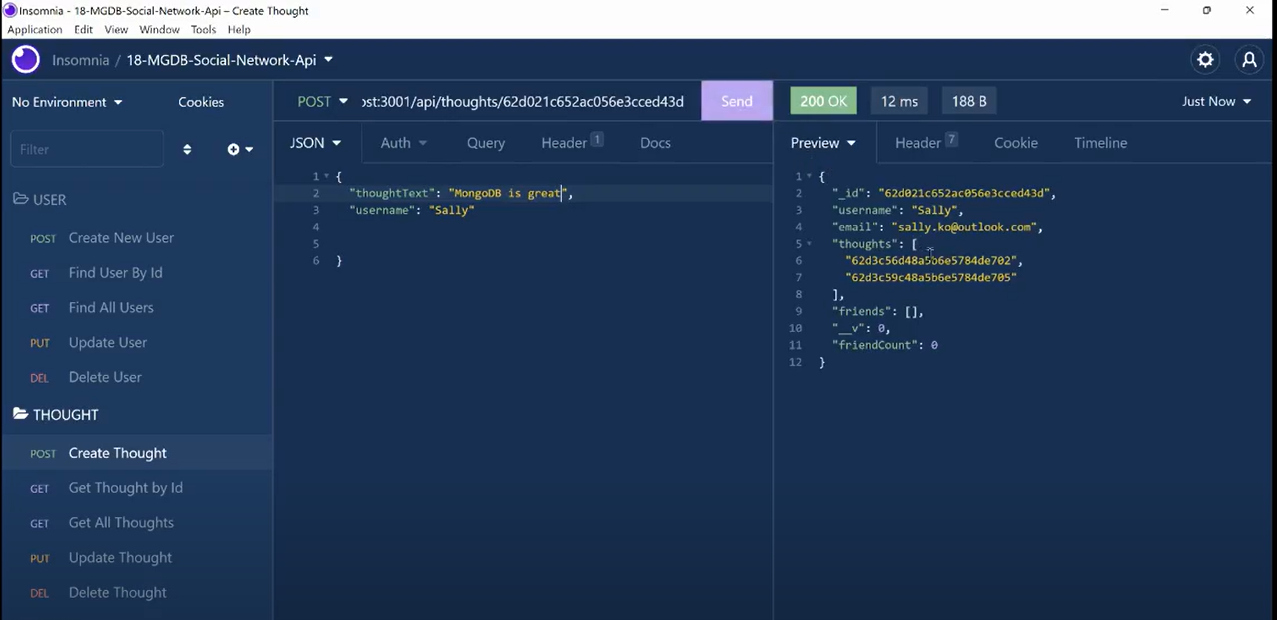 Insomnia - 18-MGDB-Social-Network-Api – Create Thought
Application Edit View Window Tools Help
Insomnia / 18-MGDB-Social-Network-Api
No Environment Cookies
POST ost:3001/api/thoughts/62d021c652ac056e3cced43d Send
200 OK 12 ms 188 B Just Now
Filter
JSON Auth Query Header 1 Docs
Preview Header 7 Cookie Timeline
USER
POST Create New User
GET Find User By Id
GET Find All Users
PUT Update User
DEL Delete User
THOUGHT
POST Create Thought
GET Get Thought by Id
GET Get All Thoughts
PUT Update Thought
DEL Delete Thought
1 {
2 "thoughtText": "MongoDB is great",
3 "username": "Sally"
4
5
6 }
1 {
2 "_id": "62d021c652ac056e3cced43d",
3 "username": "Sally",
4 "email": "sally.ko@outlook.com",
5 "thoughts": [
6 "62d3c56d48a5b6e5784de702",
7 "62d3c59c48a5b6e5784de705"
8 ],
9 "friends": [],
10 "__v": 0,
11 "friendCount": 0
12 }